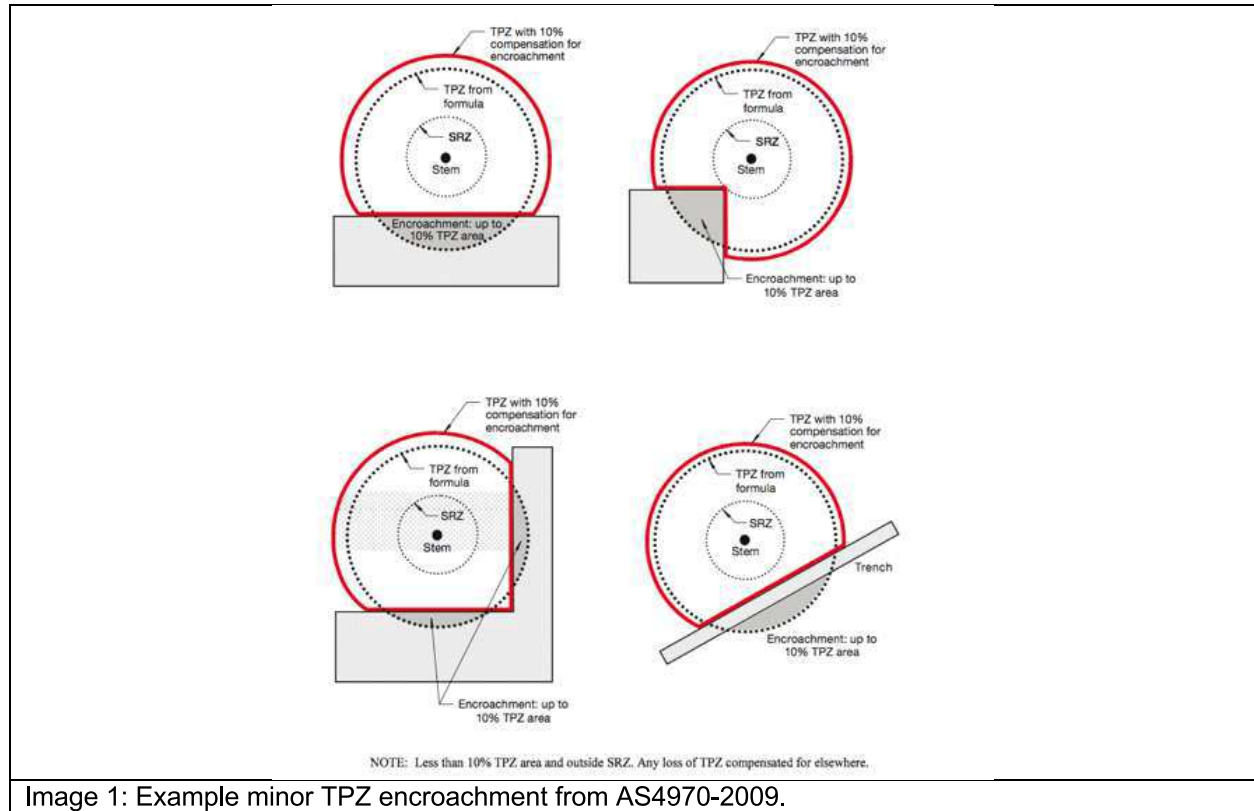 TPZ with 10%
compensation for
encroachment
TPZ from
formula
SRZ
Stem
Encroachment: up to
10% TPZ area
TPZ with 10%
compensation for
encroachment
TPZ from
formula
SRZ
Stem
Encroachment: up to
10% TPZ area
TPZ with 10%
compensation for
encroachment
TPZ from
formula
SRZ
Stem
Encroachment: up to
10% TPZ area
TPZ with 10%
compensation for
encroachment
TPZ from
formula
SRZ
Stem
Trench
Encroachment: up to
10% TPZ area
NOTE: Less than 10% TPZ area and outside SRZ. Any loss of TPZ compensated for elsewhere.
Image 1: Example minor TPZ encroachment from AS4970-2009.